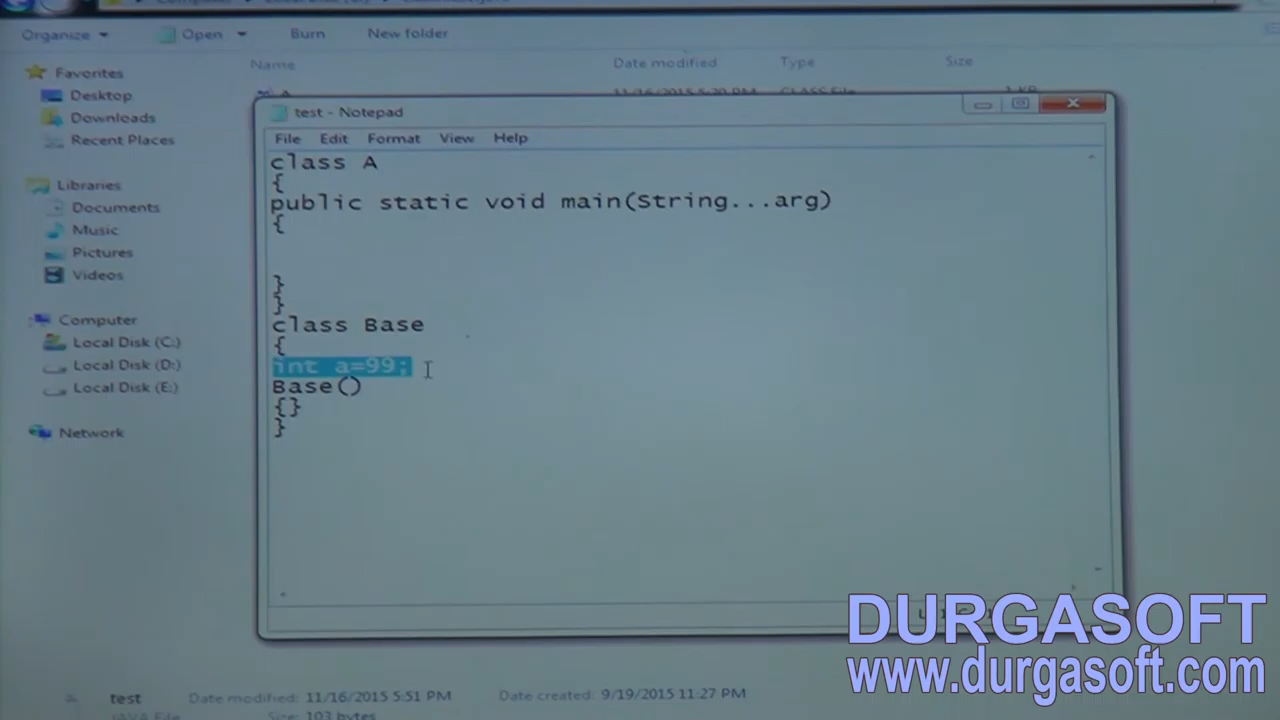 Organize
Open
Burn
New folder
Name
Date modified
Type
Size
Favorites
Desktop
Downloads
Recent Places
Libraries
Documents
Music
Pictures
Videos
Computer
Local Disk (C:)
Local Disk (D:)
Local Disk (E:)
Network
test - Notepad
File Edit Format View Help
class A
{
public static void main(String...arg)
{
}
}
class Base
{
int a=99;
Base()
{}
}
test Date modified: 11/16/2015 5:51 PM Date created: 9/19/2015 11:27 PM
Size: 103 bytes
DURGASOFT
www.durgasoft.com